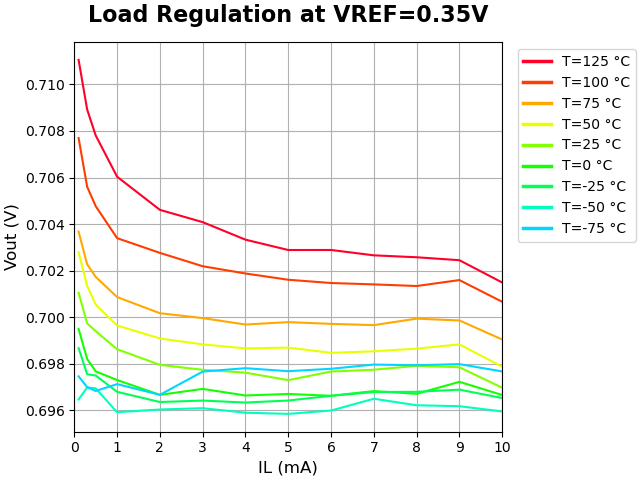 Load Regulation at VREF=0.35V
0.710
0.708
0.706
0.704
0.702
0.700
0.698
0.696
Vout (V)
0 1 2 3 4 5 6 7 8 9 10
IL (mA)
T=125 °C
T=100 °C
T=75 °C
T=50 °C
T=25 °C
T=0 °C
T=-25 °C
T=-50 °C
T=-75 °C